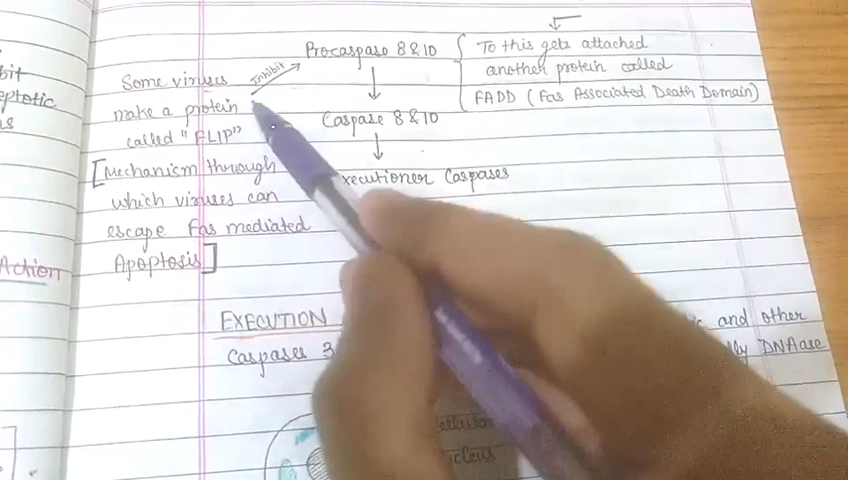 bit
eptotic
Action
Some viruses
make a protein
called "FLIP"
[Mechanism through
which viruses can
escape Fas mediated
Apoptosis]
Inhibit
Procaspase 8 & 10
Caspase 8 & 10
Executioner Caspases
To this gets attached
another protein called
FADD (Fas Associated Death Domain)
EXECUTION
and other
Caspases 3
DNAase